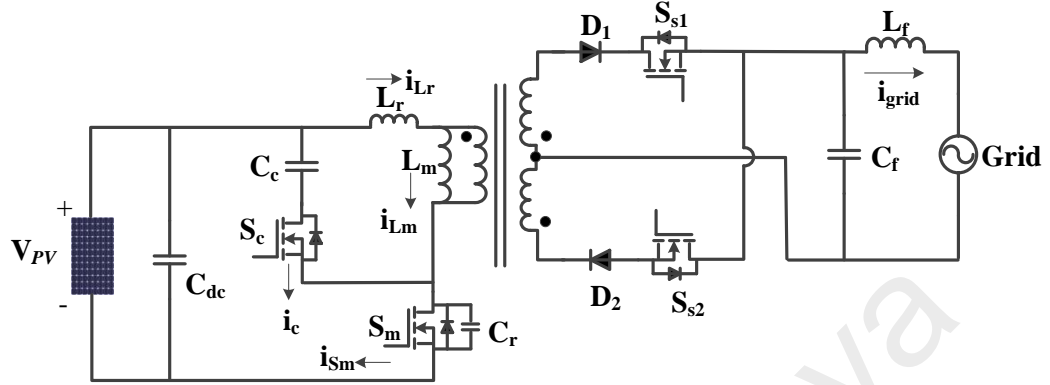 D1
Ss1
Lf
iLr
Lr
igrid
Cc
Lm
Cf
Grid
+
iLm
VPV
Sc
Cdc
-
D2
Ss2
ic
Sm
Cr
iSm
ya